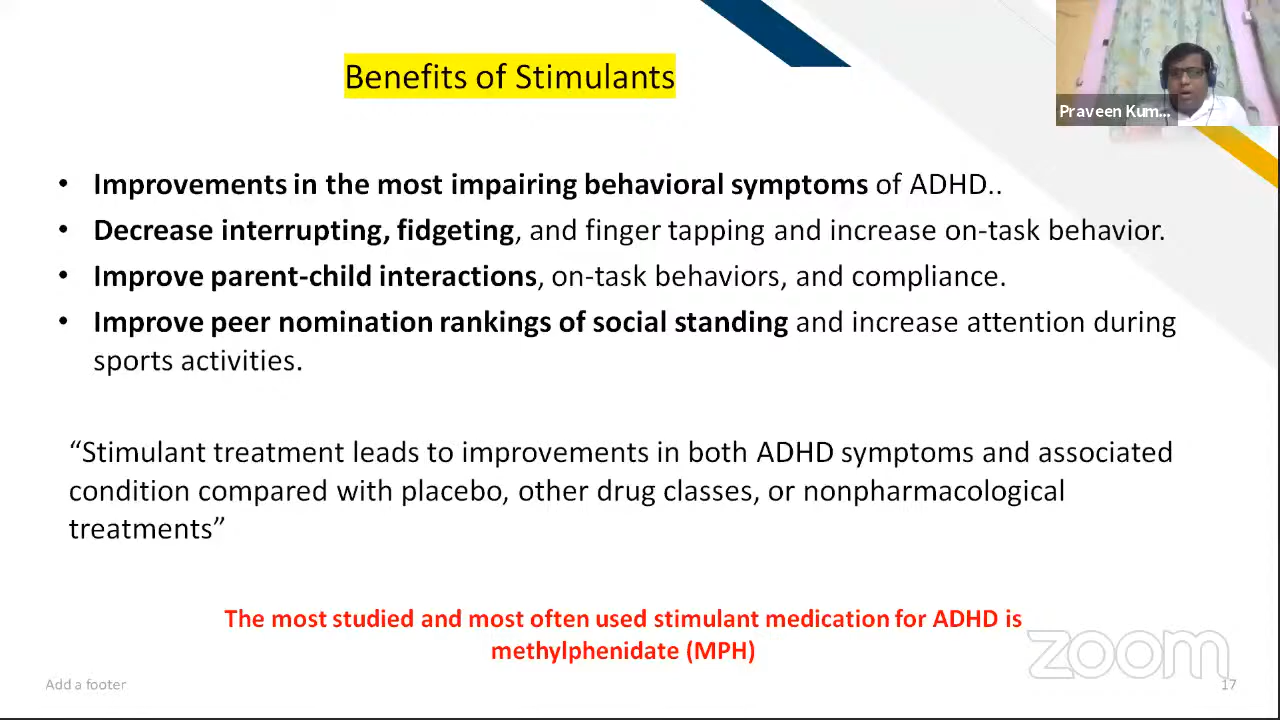 Benefits of Stimulants
Praveen Kum...
• Improvements in the most impairing behavioral symptoms of ADHD..
• Decrease interrupting, fidgeting, and finger tapping and increase on-task behavior.
• Improve parent-child interactions, on-task behaviors, and compliance.
• Improve peer nomination rankings of social standing and increase attention during
sports activities.
“Stimulant treatment leads to improvements in both ADHD symptoms and associated
condition compared with placebo, other drug classes, or nonpharmacological
treatments”
The most studied and most often used stimulant medication for ADHD is
methylphenidate (MPH)
zoom
Add a footer
17